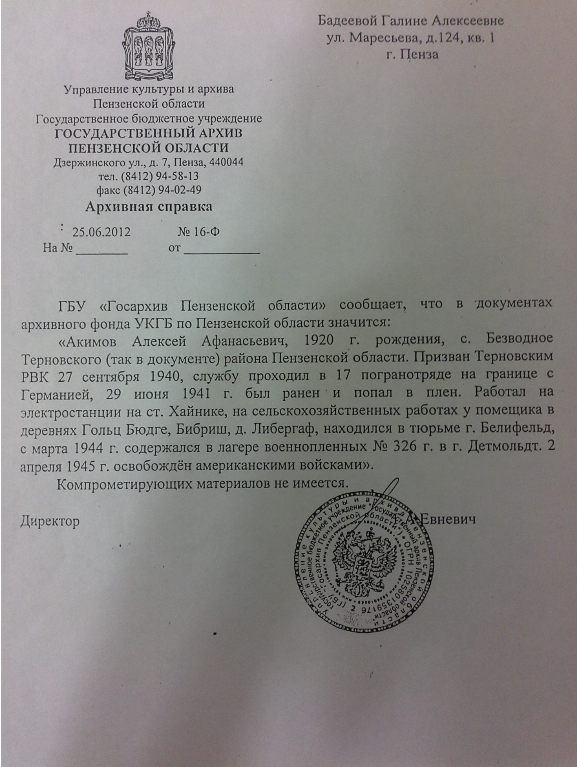 Бадеевой Галине Алексеевне
ул. Маресьева, д.124, кв. 1
г. Пенза
Управление культуры и архива
Пензенской области
Государственное бюджетное учреждение
ГОСУДАРСТВЕННЫЙ АРХИВ
ПЕНЗЕНСКОЙ ОБЛАСТИ
Дзержинского ул., д. 7, Пенза, 440044
тел. (8412) 94-58-13
факс (8412) 94-02-49
Архивная справка
25.06.2012 № 16-Ф
На № ________ от ____________
ГБУ «Госархив Пензенской области» сообщает, что в документах
архивного фонда УКГБ по Пензенской области значится:
«Акимов Алексей Афанасьевич, 1920 г. рождения, с. Безводное
Терновского (так в документе) района Пензенской области. Призван Терновским
РВК 27 сентября 1940, службу проходил в 17 погранотряде на границе с
Германией, 29 июня 1941 г. был ранен и попал в плен. Работал на
электростанции на ст. Хайнике, на сельскохозяйственных работах у помещика в
деревнях Гольц Бюдге, Бибриш, д. Либергаф, находился в тюрьме г. Белифельд,
с марта 1944 г. содержался в лагере военнопленных № 326 г. в г. Детмольдт. 2
апреля 1945 г. освобождён американскими войсками».
Компрометирующих материалов не имеется.
Директор Евневич